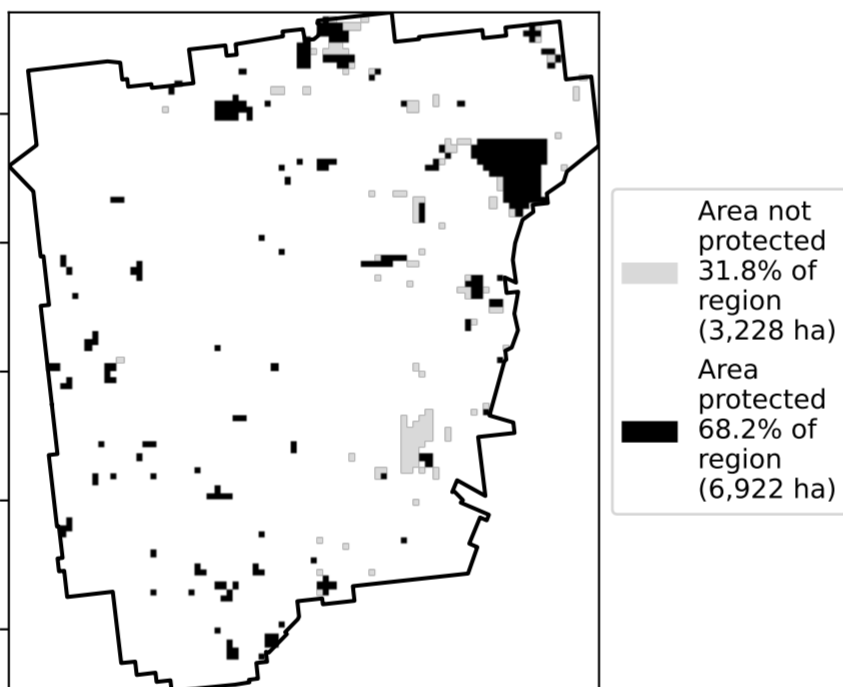 Area not
protected
31.8% of
region
(3,228 ha)
Area
protected
68.2% of
region
(6,922 ha)